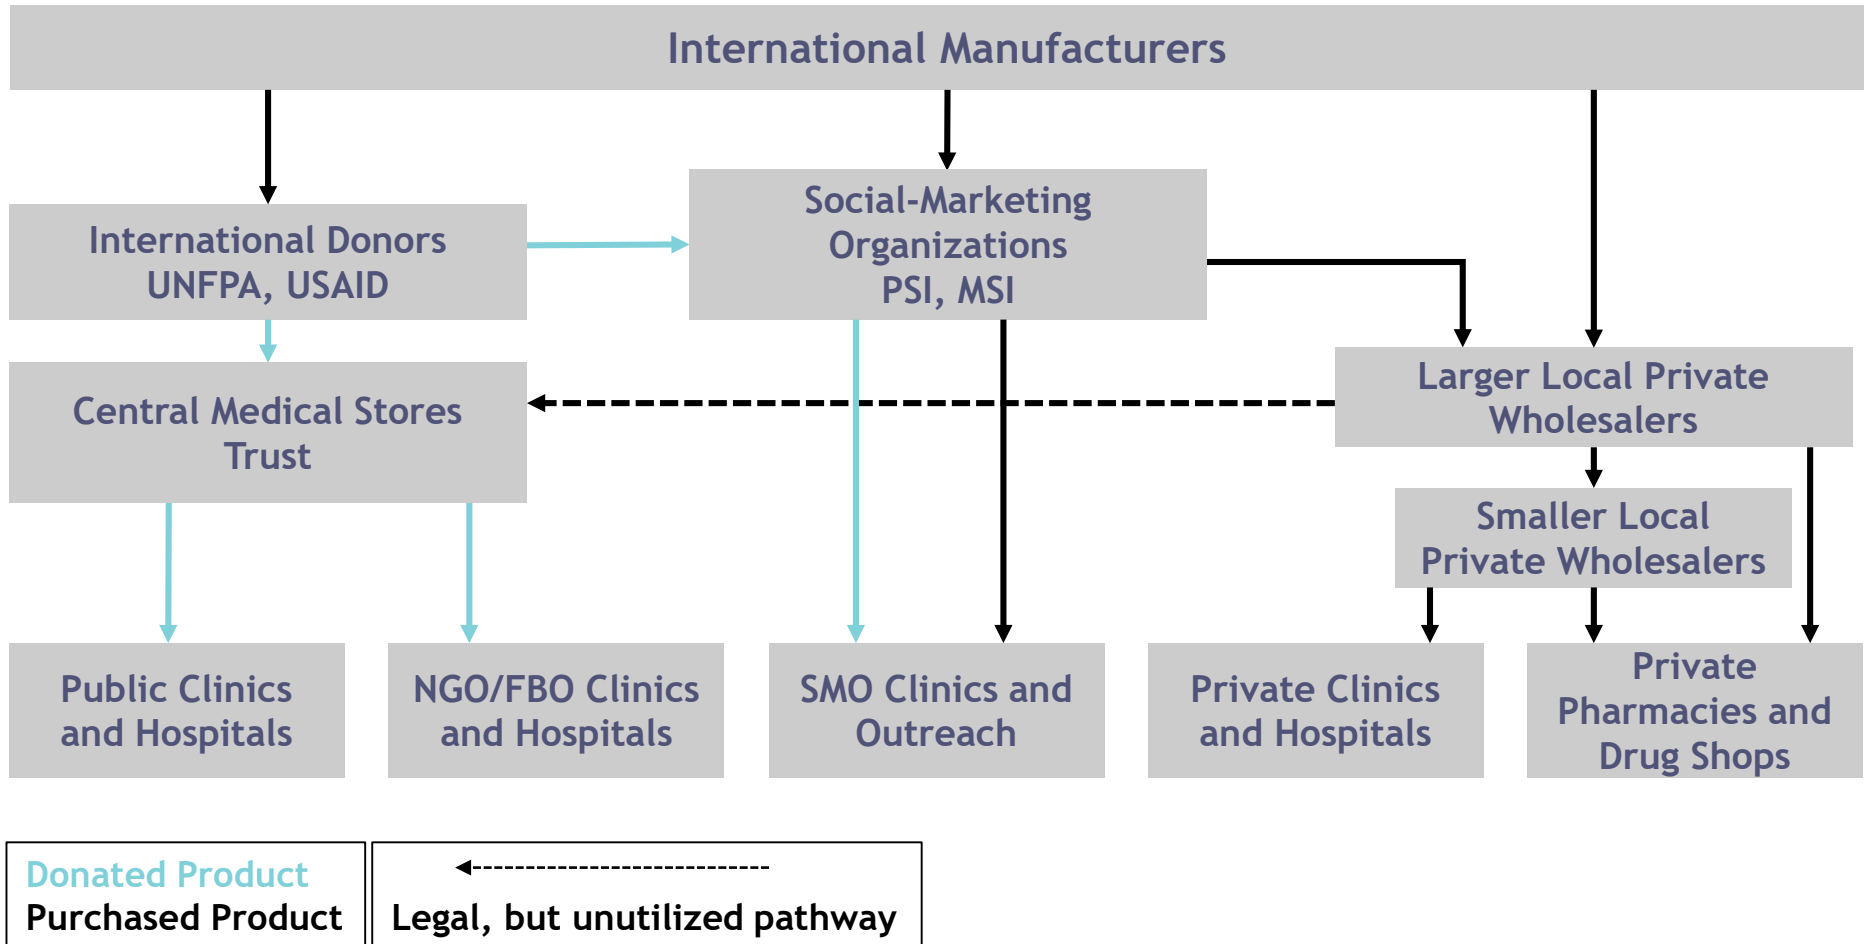 International Manufacturers
International Donors
UNFPA, USAID
Social-Marketing
Organizations
PSI, MSI
Central Medical Stores
Trust
Larger Local Private
Wholesalers
Smaller Local
Private Wholesalers
Public Clinics
and Hospitals
NGO/FBO Clinics
and Hospitals
SMO Clinics and
Outreach
Private Clinics
and Hospitals
Private
Pharmacies and
Drug Shops
Donated Product
Purchased Product
Legal, but unutilized pathway